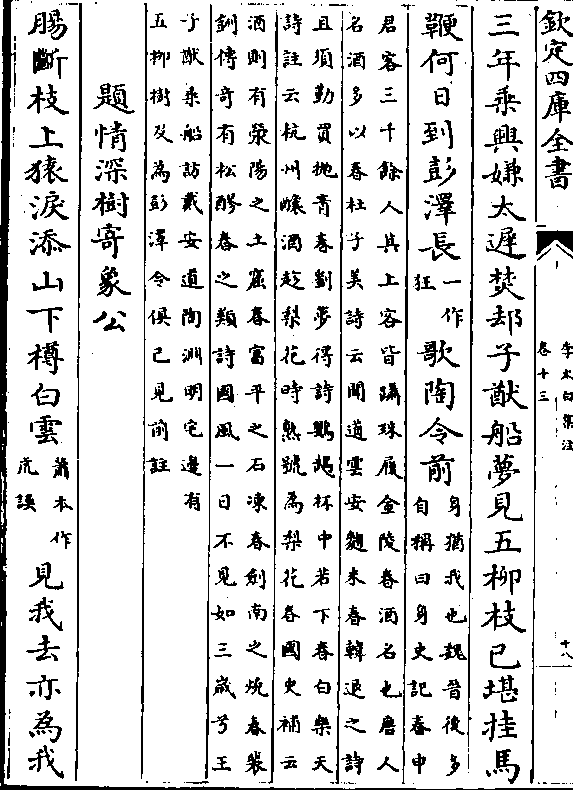 欽定四庫全書
李太白集注
卷十三
十八
三年乘興嫌太遲焚却子猷船夢見五柳枝已堪挂馬
鞭何日到彭澤長一作狂歌陶令前身猶我也魏晉後多
自稱曰身史記春申
君客三千餘人其上客皆躡珠履金陵春酒名也唐人
名酒多以春杜子美詩云聞道雲安麴米春韓退之詩
且須勤買抛青春劉夢得詩鸚鵡杯中若下春白樂天
詩註云杭州釀酒趁梨花時熟號為梨花春國史補云
酒則有滎陽之土窟春富平之石凍春劍南之燒春裴
鉶傳奇有松醪春之類詩國風一日不見如三歲兮王
子猷乘船訪戴安道陶淵明宅邊有
五柳樹及為彭澤令俱已見前註
題情深樹寄象公
腸斷枝上猿淚添山下樽白雲蕭本作誤見我去亦為我